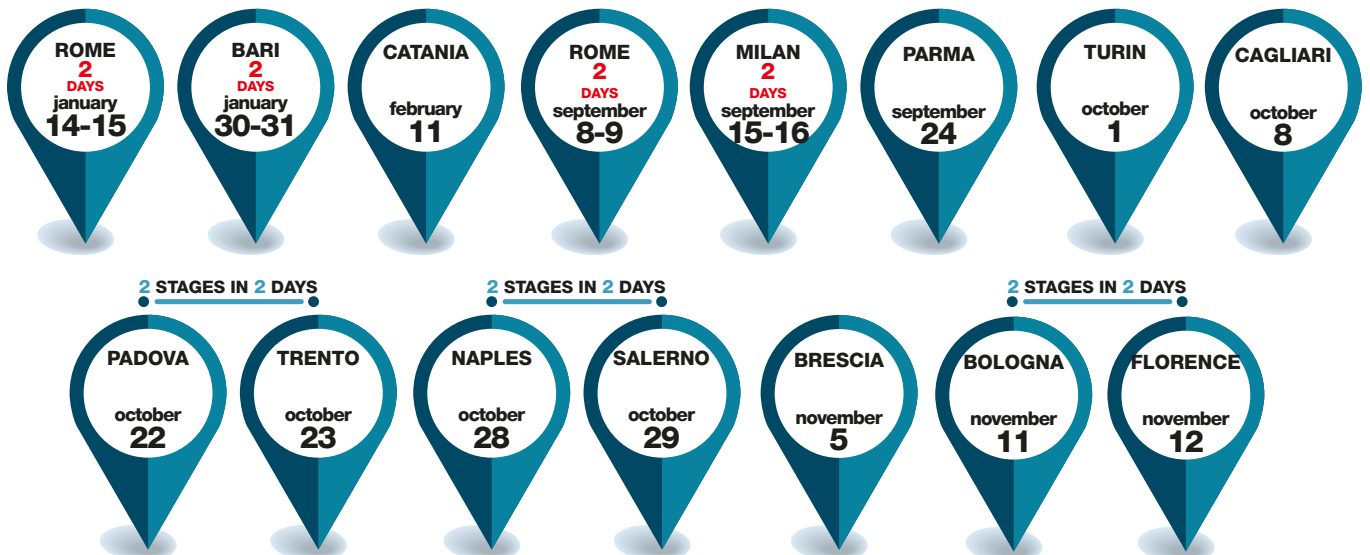 ROME
2
DAYS
january
14-15
BARI
2
DAYS
january
30-31
CATANIA
february
11
ROME
2
DAYS
september
8-9
MILAN
2
DAYS
september
15-16
PARMA
september
24
TURIN
october
1
CAGLIARI
october
8
2 STAGES IN 2 DAYS
PADOVA
october
22
TRENTO
october
23
2 STAGES IN 2 DAYS
NAPLES
october
28
SALERNO
october
29
BRESCIA
november
5
2 STAGES IN 2 DAYS
BOLOGNA
november
11
FLORENCE
november
12